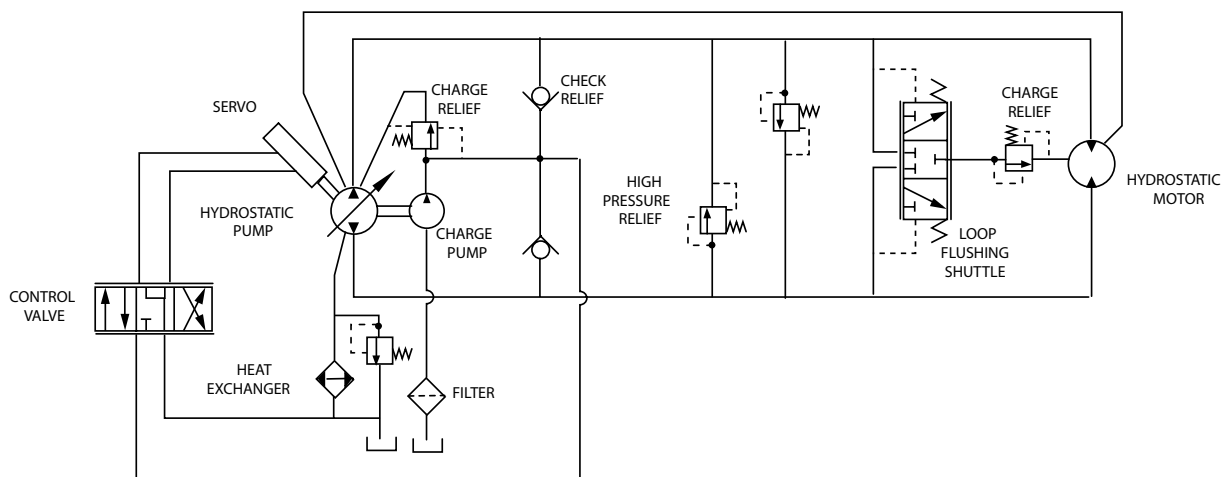 SERVO
CHARGE
RELIEF
CHECK
RELIEF
CHARGE
RELIEF
HYDROSTATIC
PUMP
CHARGE
PUMP
HIGH
PRESSURE
RELIEF
HYDROSTATIC
MOTOR
LOOP
FLUSHING
SHUTTLE
CONTROL
VALVE
HEAT
EXCHANGER
FILTER